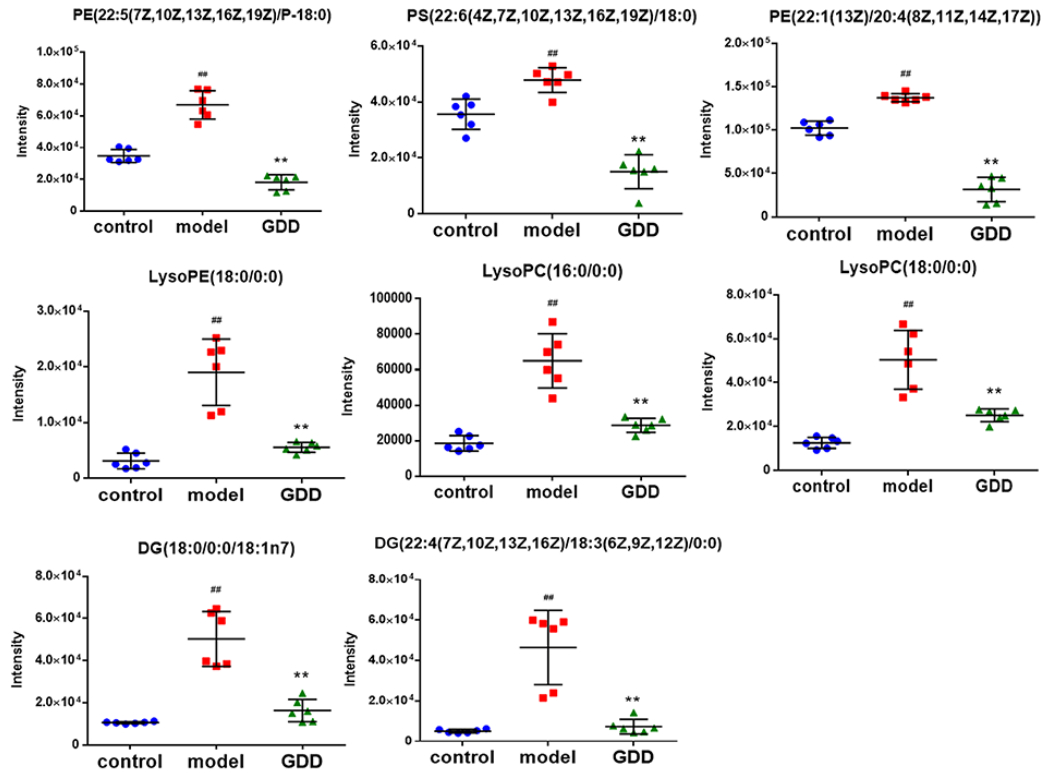 PE(22:5(7Z,10Z,13Z,16Z,19Z)/P-18:0)
Intensity
1.0×10⁵
8.0×10⁴
6.0×10⁴
4.0×10⁴
2.0×10⁴
0
##
**
control model GDD
PS(22:6(4Z,7Z,10Z,13Z,16Z,19Z)/18:0)
Intensity
6.0×10⁴
4.0×10⁴
2.0×10⁴
0
##
**
control model GDD
PE(22:1(13Z)/20:4(8Z,11Z,14Z,17Z))
Intensity
2.0×10⁵
1.5×10⁵
1.0×10⁵
5.0×10⁴
0
##
**
control model GDD
LysoPE(18:0/0:0)
Intensity
3.0×10⁴
2.0×10⁴
1.0×10⁴
0
##
**
control model GDD
LysoPC(16:0/0:0)
Intensity
100000
80000
60000
40000
20000
0
##
**
control model GDD
LysoPC(18:0/0:0)
Intensity
8.0×10⁴
6.0×10⁴
4.0×10⁴
2.0×10⁴
0
##
**
control model GDD
DG(18:0/0:0/18:1n7)
Intensity
8.0×10⁴
6.0×10⁴
4.0×10⁴
2.0×10⁴
0
##
**
control model GDD
DG(22:4(7Z,10Z,13Z,16Z)/18:3(6Z,9Z,12Z)/0:0)
Intensity
8.0×10⁴
6.0×10⁴
4.0×10⁴
2.0×10⁴
0
##
**
control model GDD